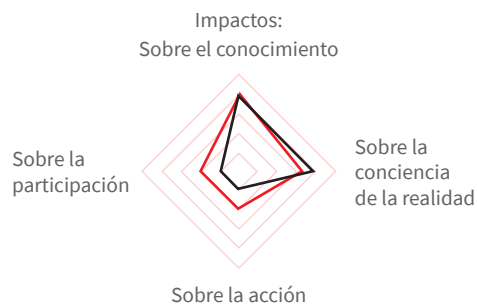 Impactos:
Sobre el conocimiento
Sobre la
conciencia
de la realidad
Sobre la
participación
Sobre la acción